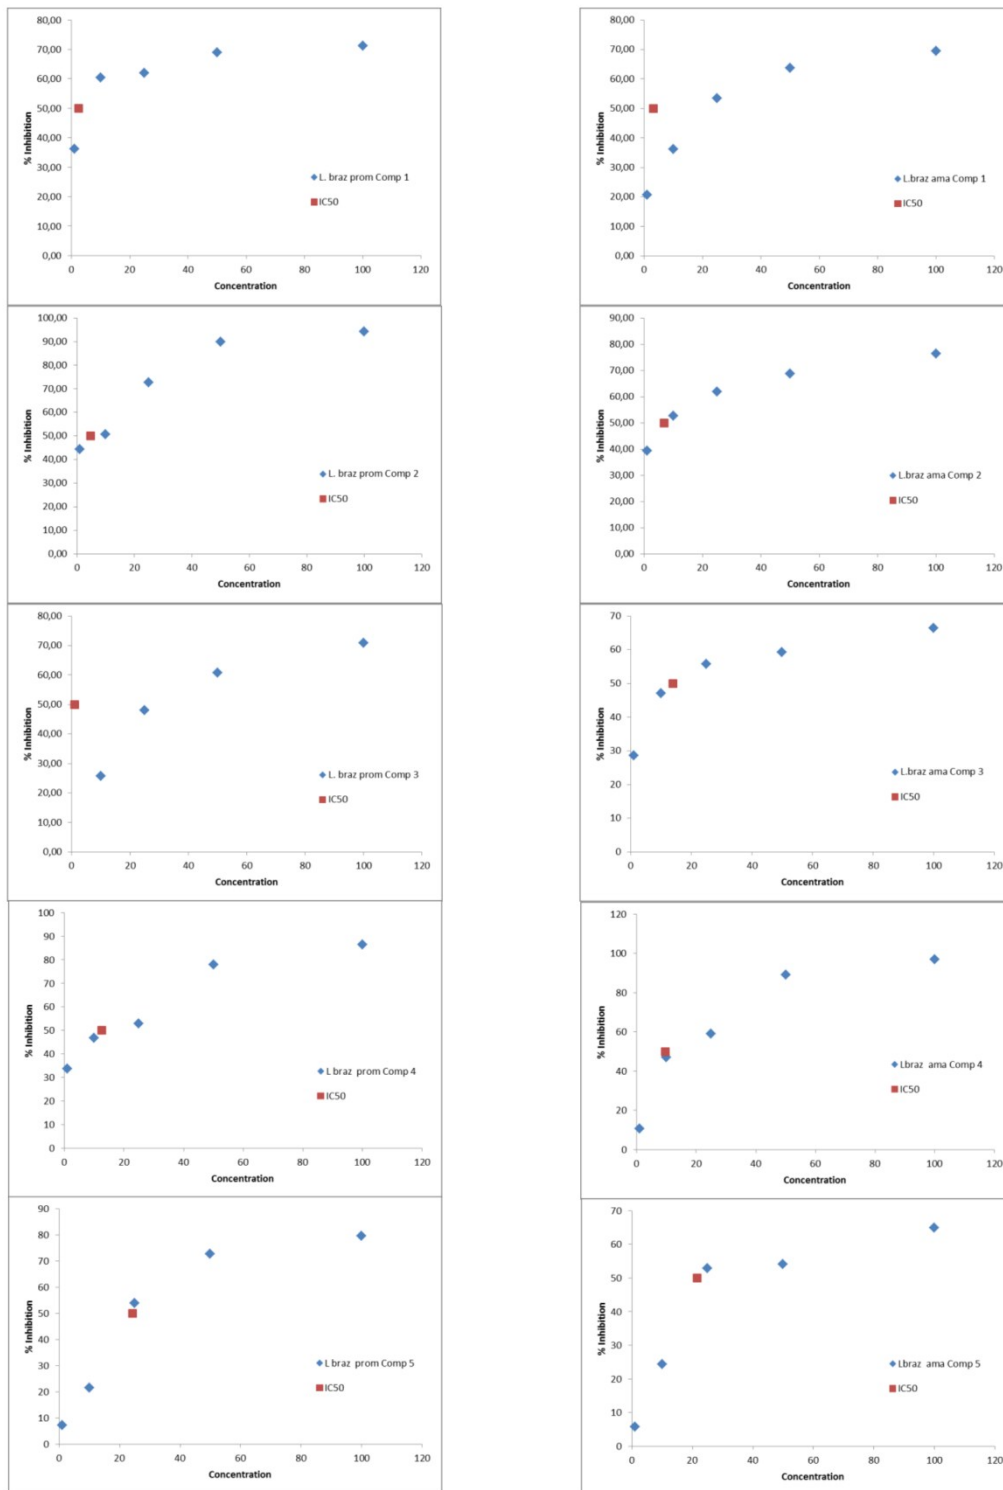 80,00
70,00
60,00
50,00
40,00
30,00
20,00
10,00
0,00
% Inhibition
L. braz prom Comp 1
IC50
0 20 40 60 80 100 120
Concentration
80,00
70,00
60,00
50,00
40,00
30,00
20,00
10,00
0,00
% Inhibition
L.braz ama Comp 1
IC50
0 20 40 60 80 100 120
Concentration
100,00
90,00
80,00
70,00
60,00
50,00
40,00
30,00
20,00
10,00
0,00
% Inhibition
L. braz prom Comp 2
IC50
0 20 40 60 80 100 120
Concentration
90,00
80,00
70,00
60,00
50,00
40,00
30,00
20,00
10,00
0,00
% Inhibition
L.braz ama Comp 2
IC50
0 20 40 60 80 100 120
Concentration
80,00
70,00
60,00
50,00
40,00
30,00
20,00
10,00
0,00
% Inhibition
L. braz prom Comp 3
IC50
0 20 40 60 80 100 120
Concentration
70
60
50
40
30
20
10
0
% Inhibition
L.braz ama Comp 3
IC50
0 20 40 60 80 100 120
Concentration
100
90
80
70
60
50
40
30
20
10
0
% Inhibition
L braz prom Comp 4
IC50
0 20 40 60 80 100 120
Concentration
120
100
80
60
40
20
0
% Inhibition
Lbraz ama Comp 4
IC50
0 20 40 60 80 100 120
Concentration
90
80
70
60
50
40
30
20
10
0
% Inhibition
L braz prom Comp 5
IC50
0 20 40 60 80 100 120
Concentration
70
60
50
40
30
20
10
0
% Inhibition
Lbraz ama Comp 5
IC50
0 20 40 60 80 100 120
Concentration